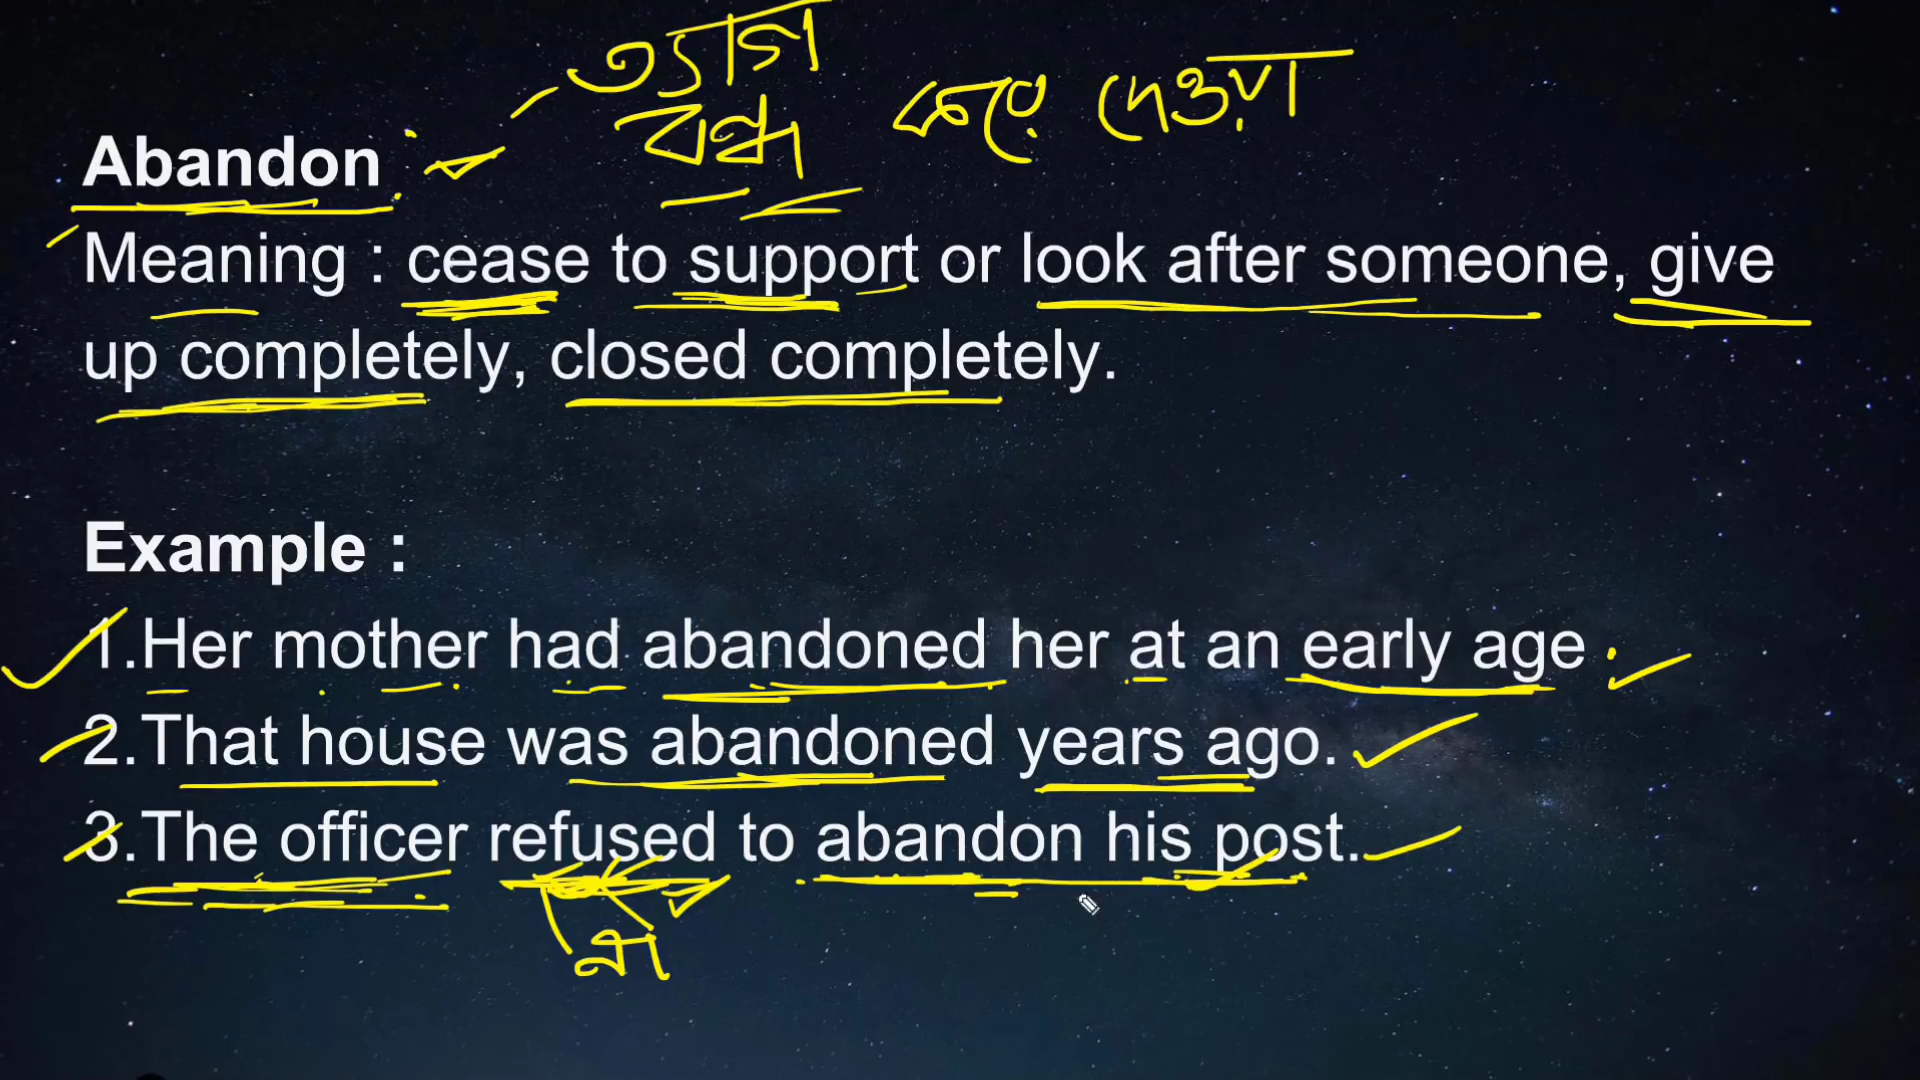 ত্যাগ
বন্ধ করে দেওয়া
Abandon
Meaning : cease to support or look after someone, give
up completely, closed completely.
Example :
1.Her mother had abandoned her at an early age
2.That house was abandoned years ago.
3.The officer refused to abandon his post.
না